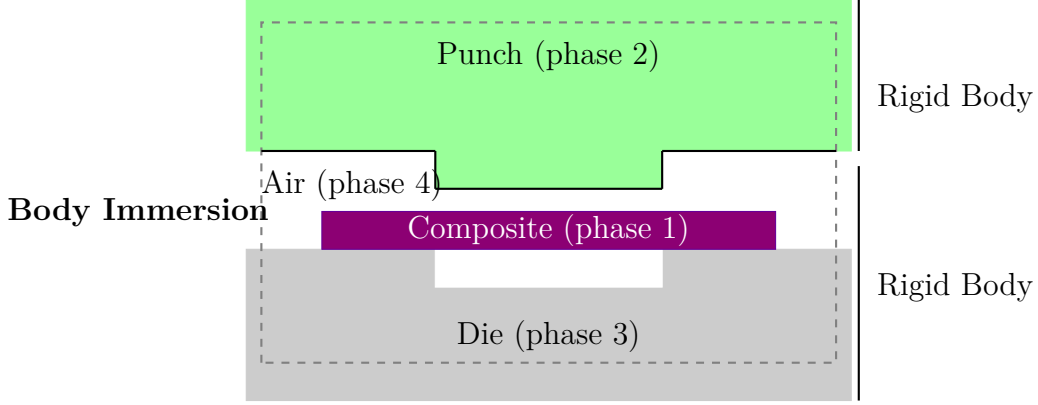 Punch (phase 2)
Rigid Body
Air (phase 4)
Body Immersion
Composite (phase 1)
Rigid Body
Die (phase 3)